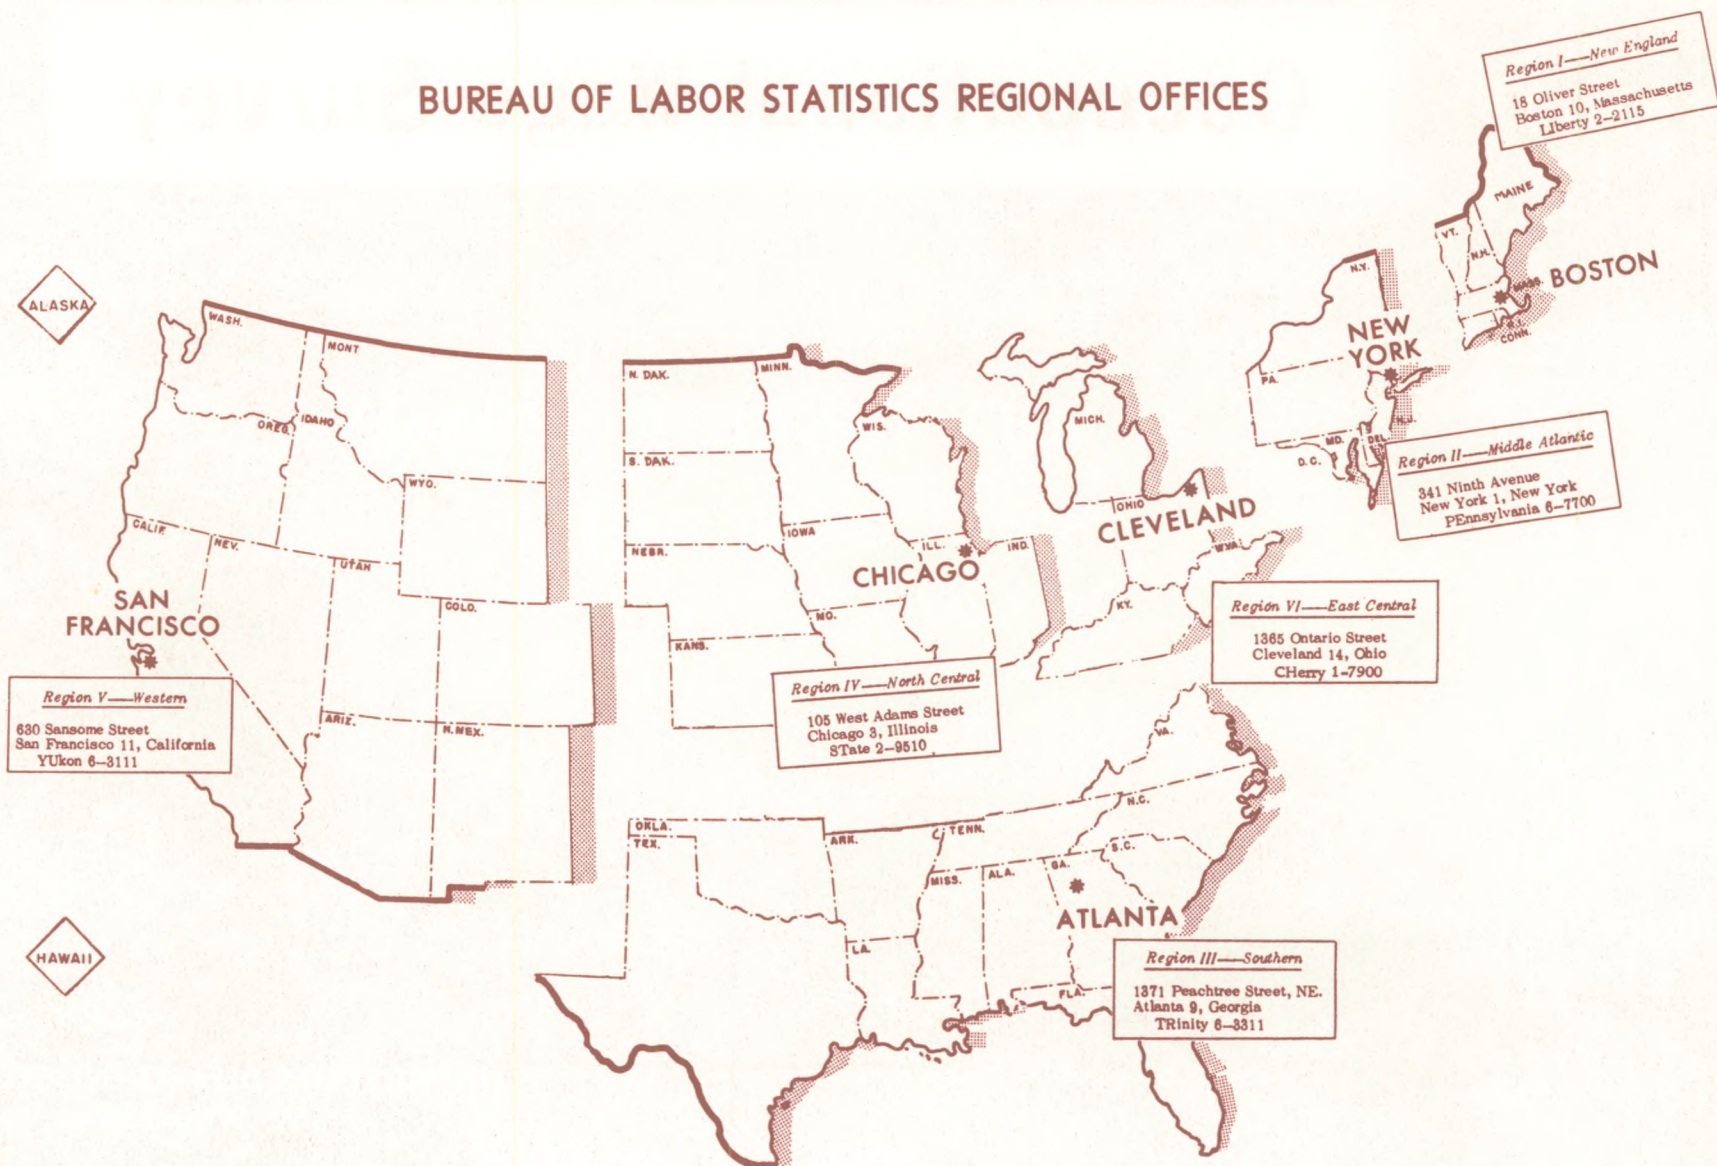 BUREAU OF LABOR STATISTICS REGIONAL OFFICES
Region I—New England
18 Oliver Street
Boston 10, Massachusetts
LIberty 2-2115
MAINE
VT.
N.H.
MASS.
BOSTON
R.I.
CONN.
N.Y.
NEW
YORK
PA.
N.J.
MD.
DEL.
D.C.
Region II—Middle Atlantic
341 Ninth Avenue
New York 1, New York
PEnnsylvania 6-7700
ALASKA
WASH.
MONT
OREG.
IDAHO
WYO.
CALIF.
NEV.
UTAH
COLO.
SAN
FRANCISCO
Region V—Western
630 Sansome Street
San Francisco 11, California
YUkon 6-3111
ARIZ.
N.MEX.
HAWAII
N. DAK.
MINN.
WIS.
S. DAK.
IOWA
NEBR.
ILL.
IND.
CHICAGO
MO.
KANS.
Region IV—North Central
105 West Adams Street
Chicago 3, Illinois
STate 2-9510
MICH.
OHIO
CLEVELAND
W.VA.
KY.
Region VI—East Central
1365 Ontario Street
Cleveland 14, Ohio
CHerry 1-7900
VA.
N.C.
OKLA.
TEX.
ARK.
TENN.
S.C.
MISS.
ALA.
GA.
ATLANTA
LA.
FLA.
Region III—Southern
1371 Peachtree Street, NE.
Atlanta 9, Georgia
TRinity 6-3311